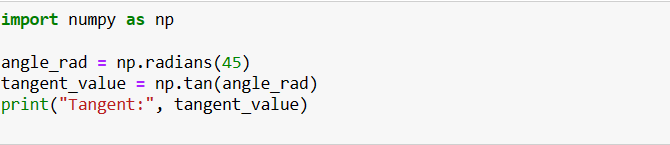 import numpy as np
angle_rad = np.radians(45)
tangent_value = np.tan(angle_rad)
print("Tangent:", tangent_value)